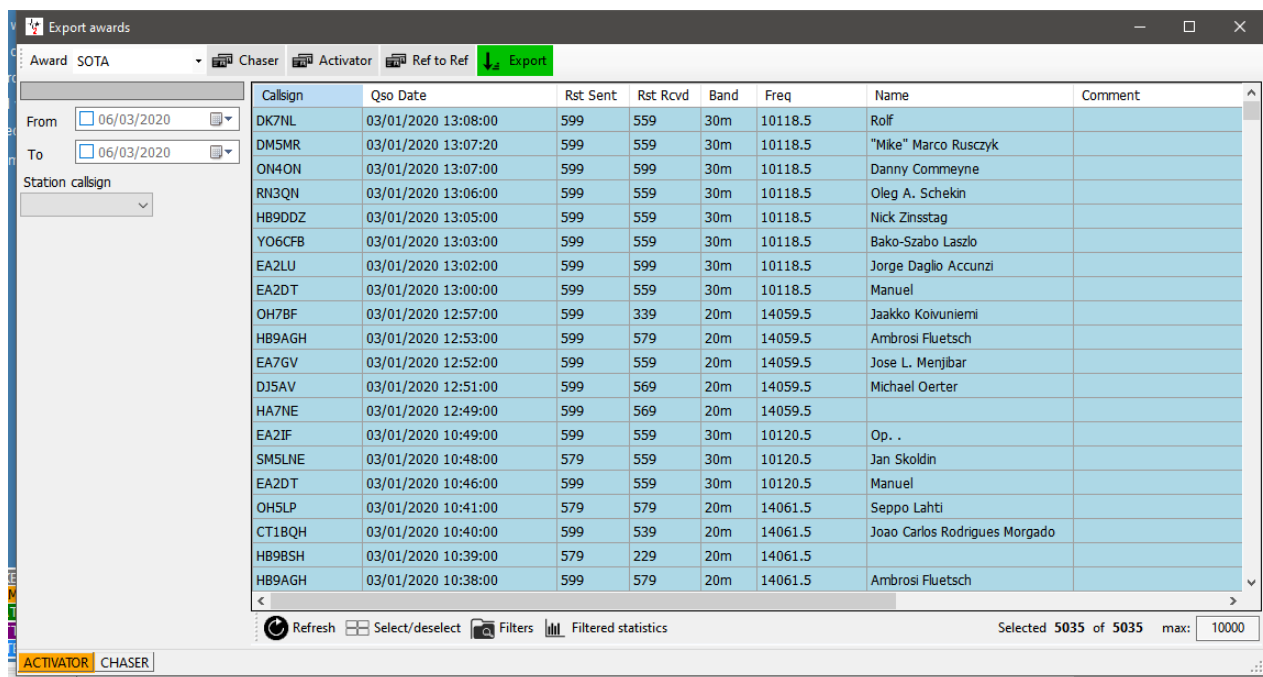 Export awards
Award SOTA Chaser Activator Ref to Ref Export
From 06/03/2020
To 06/03/2020
Station callsign
Callsign Qso Date Rst Sent Rst Rcvd Band Freq Name Comment
DK7NL 03/01/2020 13:08:00 599 559 30m 10118.5 Rolf
DM5MR 03/01/2020 13:07:20 599 559 30m 10118.5 "Mike" Marco Rusczyk
ON4ON 03/01/2020 13:07:00 599 599 30m 10118.5 Danny Commeyne
RN3QN 03/01/2020 13:06:00 599 559 30m 10118.5 Oleg A. Schekin
HB9DDZ 03/01/2020 13:05:00 599 559 30m 10118.5 Nick Zinsstag
YO6CFB 03/01/2020 13:03:00 599 559 30m 10118.5 Bako-Szabo Laszlo
EA2LU 03/01/2020 13:02:00 599 599 30m 10118.5 Jorge Daglio Accunzi
EA2DT 03/01/2020 13:00:00 599 559 30m 10118.5 Manuel
OH7BF 03/01/2020 12:57:00 599 339 20m 14059.5 Jaakko Koivuniemi
HB9AGH 03/01/2020 12:53:00 599 579 20m 14059.5 Ambrosi Fluetsch
EA7GV 03/01/2020 12:52:00 599 559 20m 14059.5 Jose L. Menjibar
DJ5AV 03/01/2020 12:51:00 599 569 20m 14059.5 Michael Oerter
HA7NE 03/01/2020 12:49:00 599 569 20m 14059.5
EA2IF 03/01/2020 10:49:00 599 559 30m 10120.5 Op. .
SM5LNE 03/01/2020 10:48:00 579 559 30m 10120.5 Jan Skoldin
EA2DT 03/01/2020 10:46:00 599 559 30m 10120.5 Manuel
OH5LP 03/01/2020 10:41:00 579 579 20m 14061.5 Seppo Lahti
CT1BQH 03/01/2020 10:40:00 599 539 20m 14061.5 Joao Carlos Rodrigues Morgado
HB9BSH 03/01/2020 10:39:00 579 229 20m 14061.5
HB9AGH 03/01/2020 10:38:00 599 579 20m 14061.5 Ambrosi Fluetsch
Refresh Select/deselect Filters Filtered statistics Selected 5035 of 5035 max: 10000
ACTIVATOR CHASER